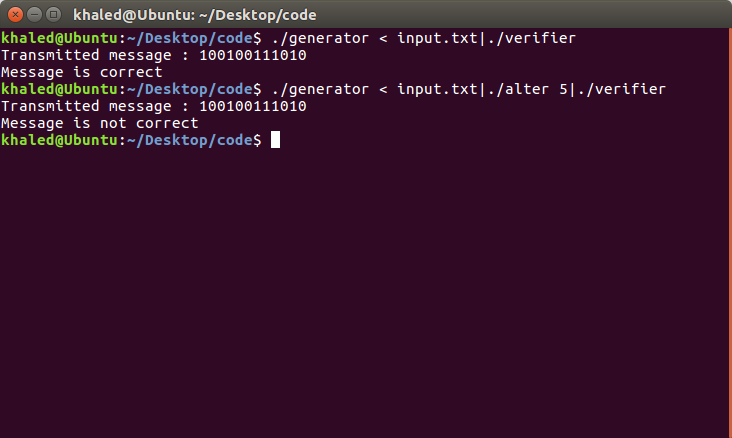 khaled@Ubuntu: ~/Desktop/code
khaled@Ubuntu:~/Desktop/code$ ./generator < input.txt|./verifier
Transmitted message : 100100111010
Message is correct
khaled@Ubuntu:~/Desktop/code$ ./generator < input.txt|./alter 5|./verifier
Transmitted message : 100100111010
Message is not correct
khaled@Ubuntu:~/Desktop/code$